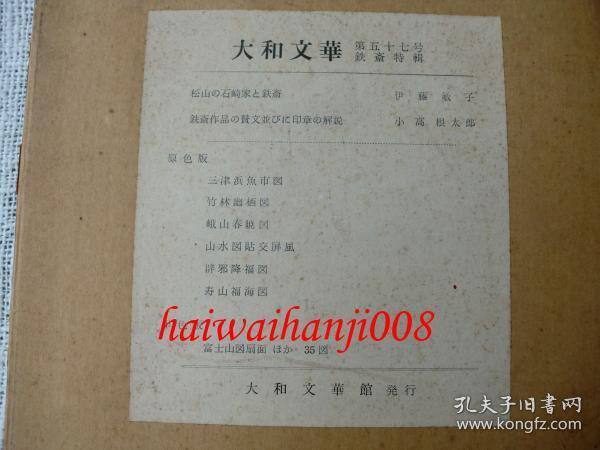 大和文華 第五十七号
鉄斎特輯
松山の石崎家と鉄斎 伊藤敏子
鉄斎作品の賛文並びに印章の解説 小高根太郎
原色版
三津浜魚市図
竹林幽栖図
峨山春暁図
山水図貼交屏風
辟邪降福図
寿山福海図
haiwaihanji008
富士山図扇面 ほか 35図
大和文華館 発行
孔夫子旧书网
www.kongfz.com